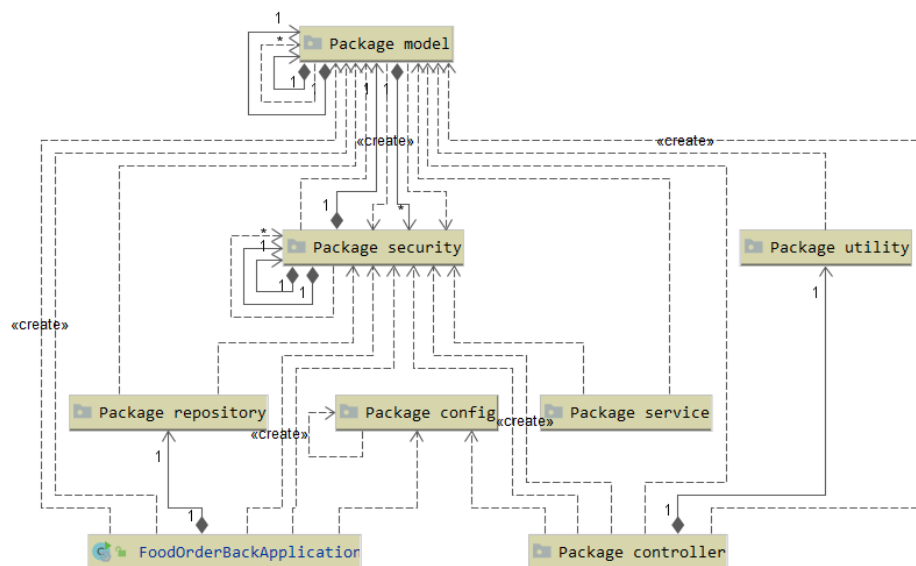 1
Package model
*
1
1
1
1
«create»
«create»
1
*
Package security
*
1
1
1
Package utility
1
«create»
Package repository
Package config
Package service
«create»
«create»
1
1
1
FoodOrderBackApplication
Package controller